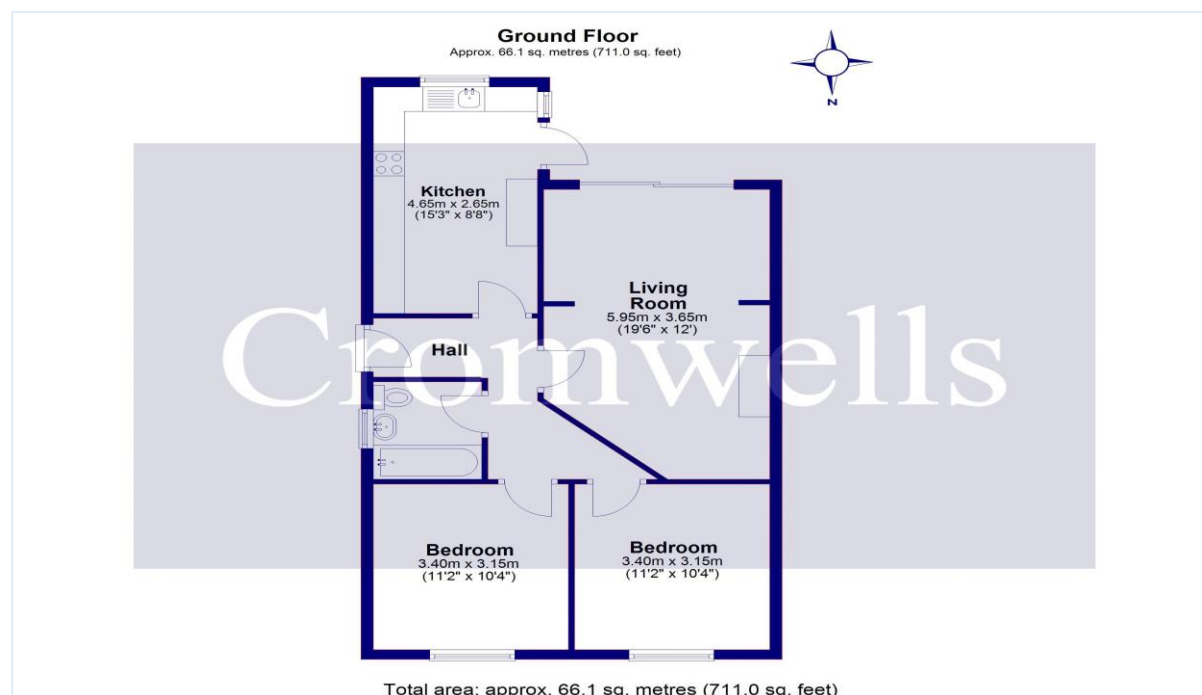 Ground Floor
Approx. 66.1 sq. metres (711.0 sq. feet)
N
Kitchen
4.65m x 2.65m
(15'3" x 8'8")
Living
Room
5.95m x 3.65m
(19'6" x 12')
Hall
Cromwells
Bedroom
3.40m x 3.15m
(11'2" x 10'4")
Bedroom
3.40m x 3.15m
(11'2" x 10'4")
Total area: approx. 66.1 sq. metres (711.0 sq. feet)